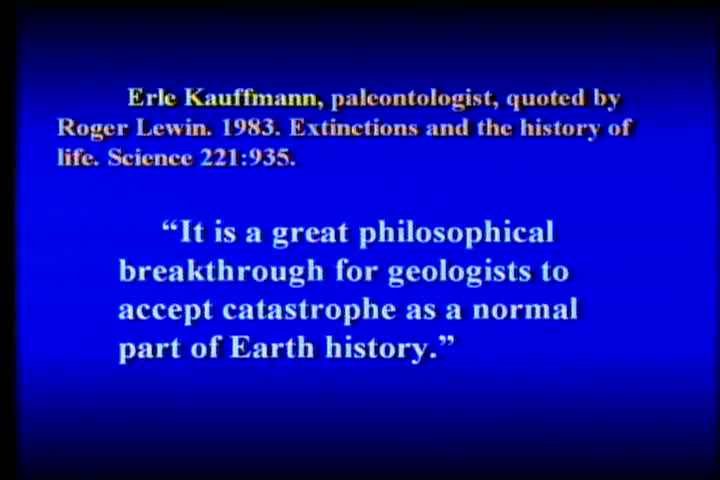 Erle Kauffmann, paleontologist, quoted by
Roger Lewin. 1983. Extinctions and the history of
life. Science 221:935.
“It is a great philosophical
breakthrough for geologists to
accept catastrophe as a normal
part of Earth history.”